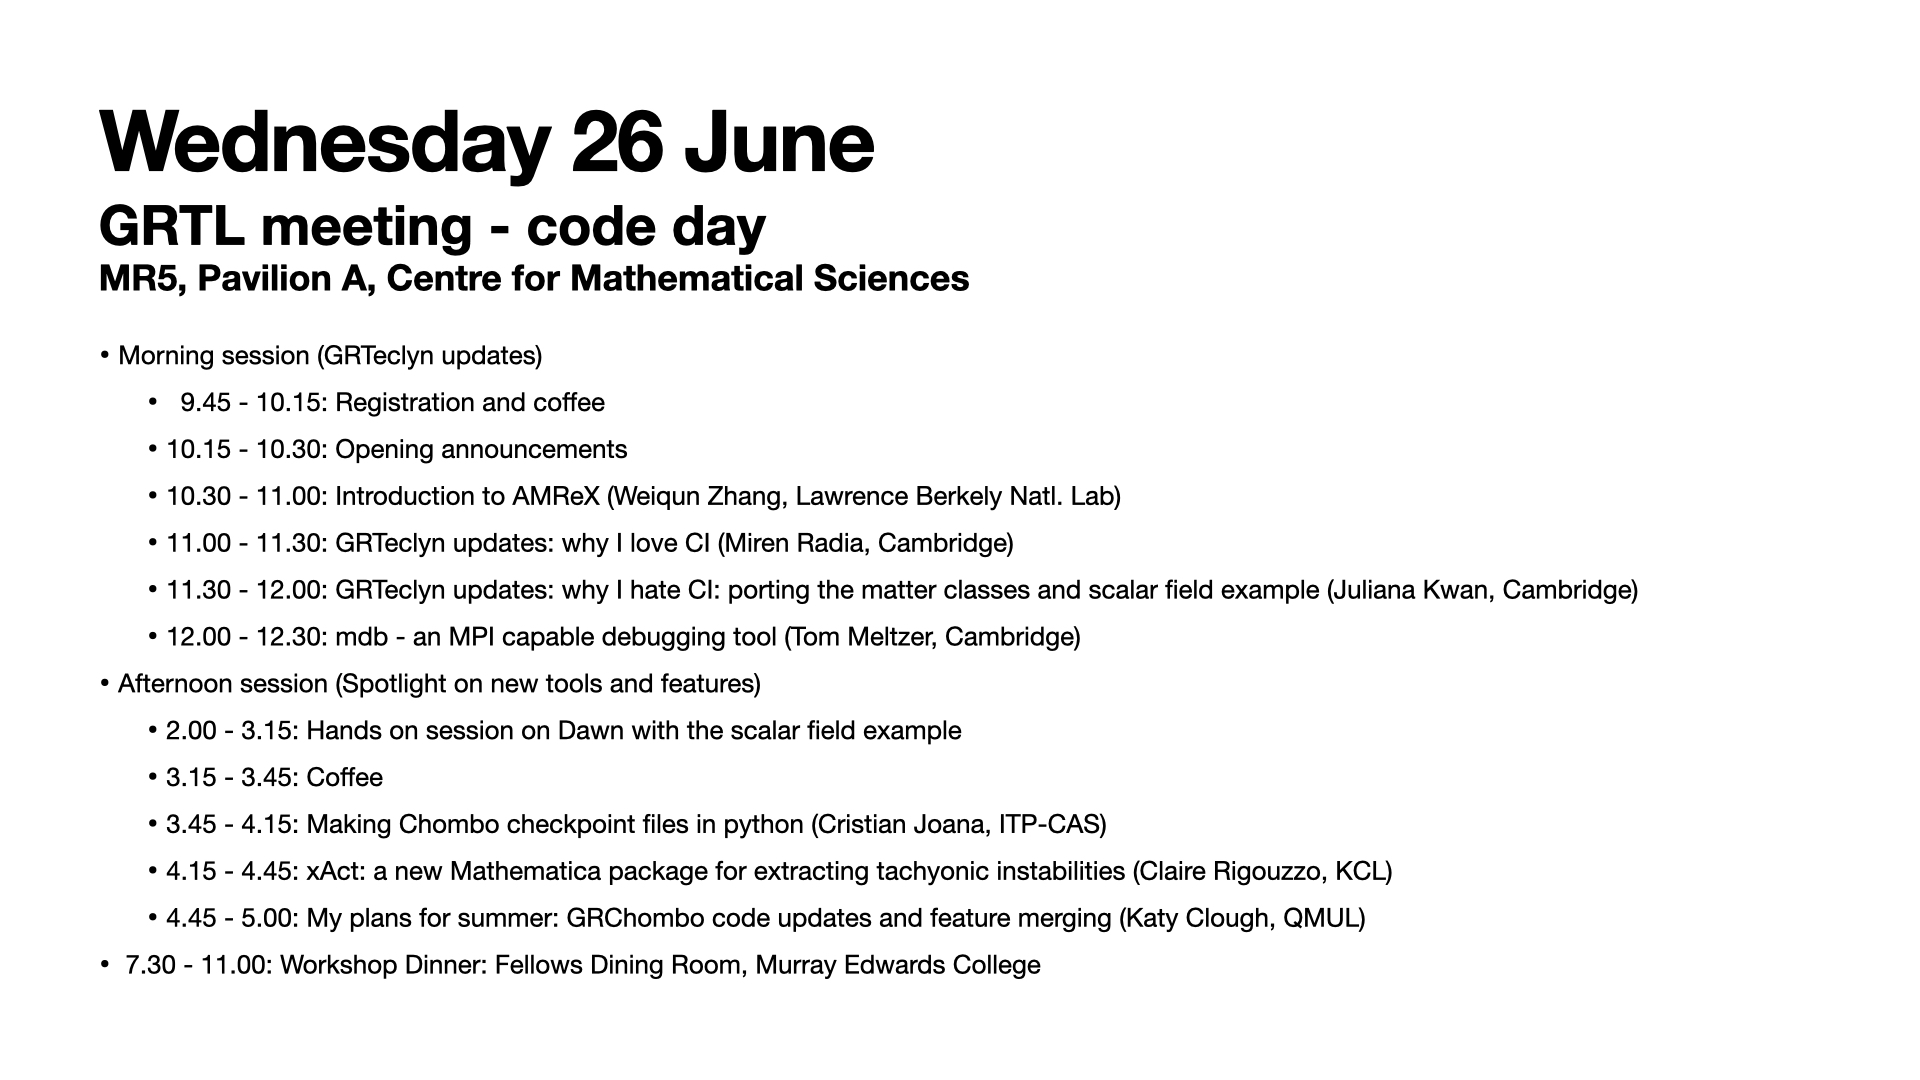 Wednesday 26 June
GRTL meeting - code day
MR5, Pavilion A, Centre for Mathematical Sciences
• Morning session (GRTeclyn updates)
• 9.45 - 10.15: Registration and coffee
• 10.15 - 10.30: Opening announcements
• 10.30 - 11.00: Introduction to AMReX (Weiqun Zhang, Lawrence Berkely Natl. Lab)
• 11.00 - 11.30: GRTeclyn updates: why I love CI (Miren Radia, Cambridge)
• 11.30 - 12.00: GRTeclyn updates: why I hate CI: porting the matter classes and scalar field example (Juliana Kwan, Cambridge)
• 12.00 - 12.30: mdb - an MPI capable debugging tool (Tom Meltzer, Cambridge)
• Afternoon session (Spotlight on new tools and features)
• 2.00 - 3.15: Hands on session on Dawn with the scalar field example
• 3.15 - 3.45: Coffee
• 3.45 - 4.15: Making Chombo checkpoint files in python (Cristian Joana, ITP-CAS)
• 4.15 - 4.45: xAct: a new Mathematica package for extracting tachyonic instabilities (Claire Rigouzzo, KCL)
• 4.45 - 5.00: My plans for summer: GRChombo code updates and feature merging (Katy Clough, QMUL)
• 7.30 - 11.00: Workshop Dinner: Fellows Dining Room, Murray Edwards College